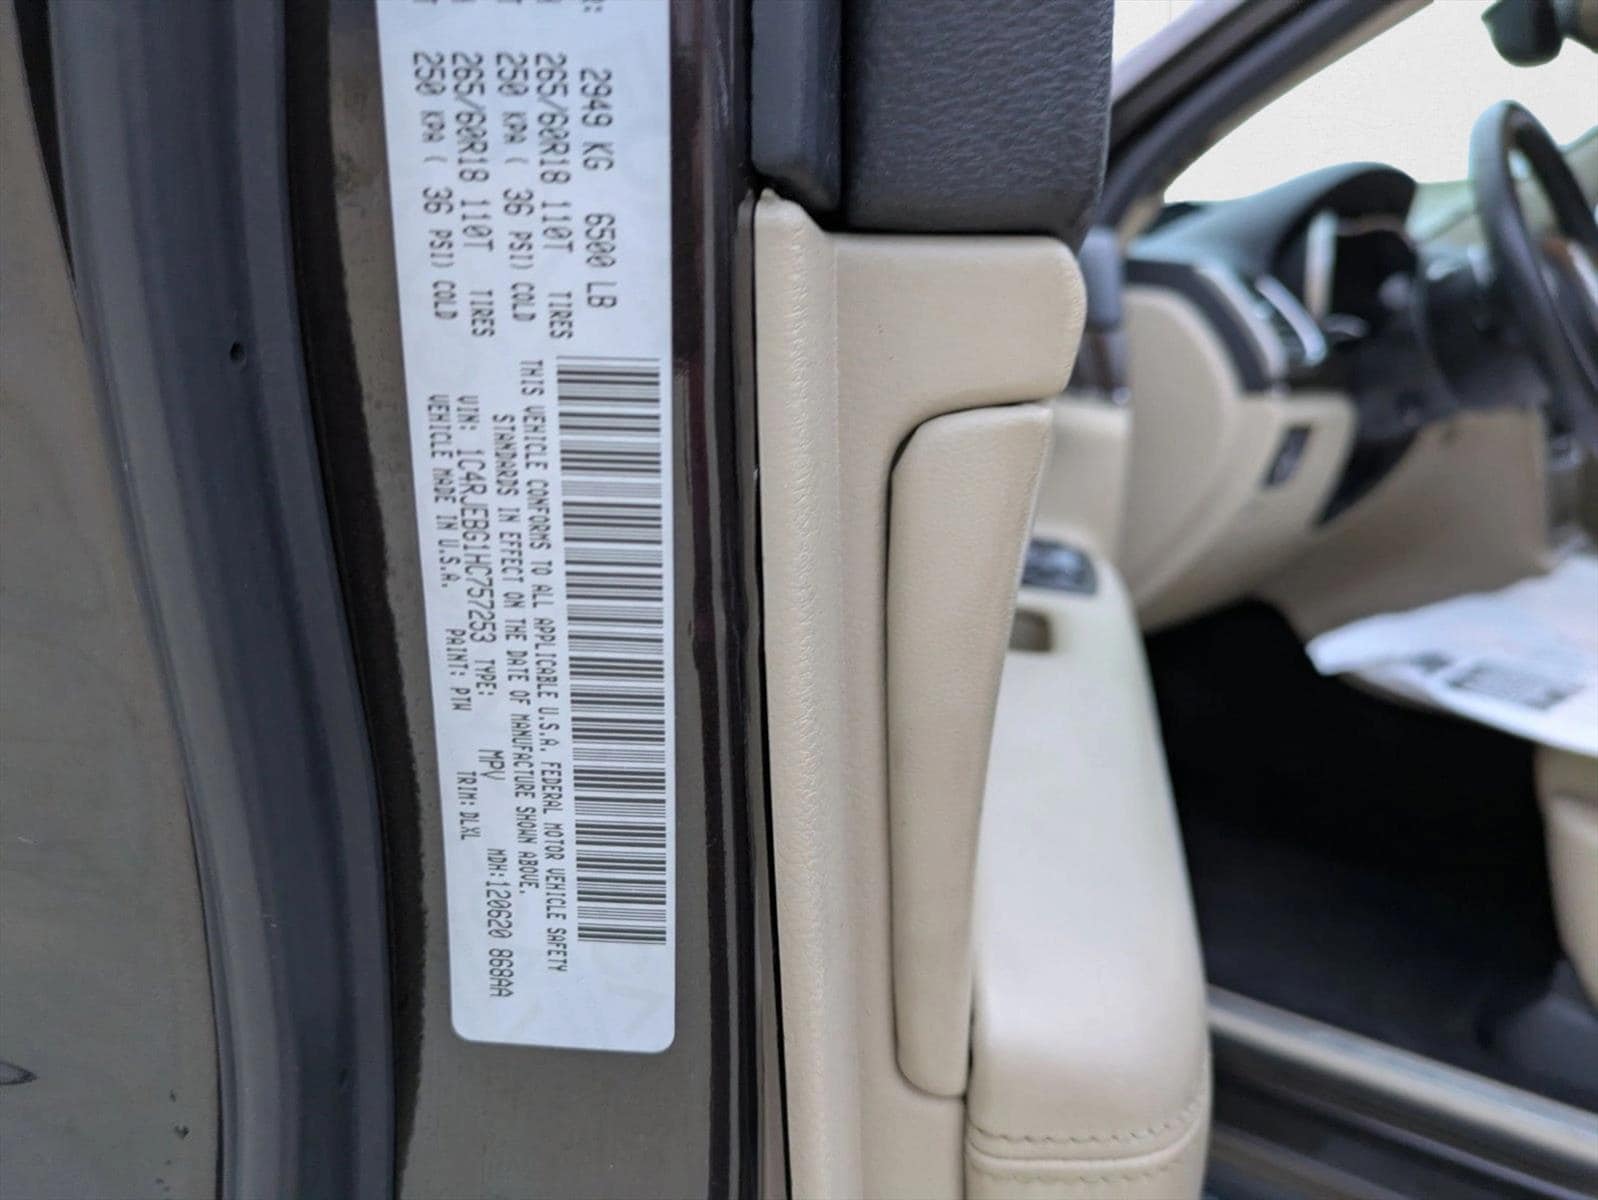 R: 2949 KG 6500 LB
265/60R18 110T TIRES
250 KPA ( 36 PSI) COLD
265/60R18 110T TIRES
250 KPA ( 36 PSI) COLD
THIS VEHICLE CONFORMS TO ALL APPLICABLE U.S.A. FEDERAL MOTOR VEHICLE SAFETY
STANDARDS IN EFFECT ON THE DATE OF MANUFACTURE SHOWN ABOVE.
VIN: 1C4RJEBG1HC757253 TYPE: MPV MDH:120620 868AA
VEHICLE MADE IN U.S.A. PAINT: PTW TRIM: DLXL